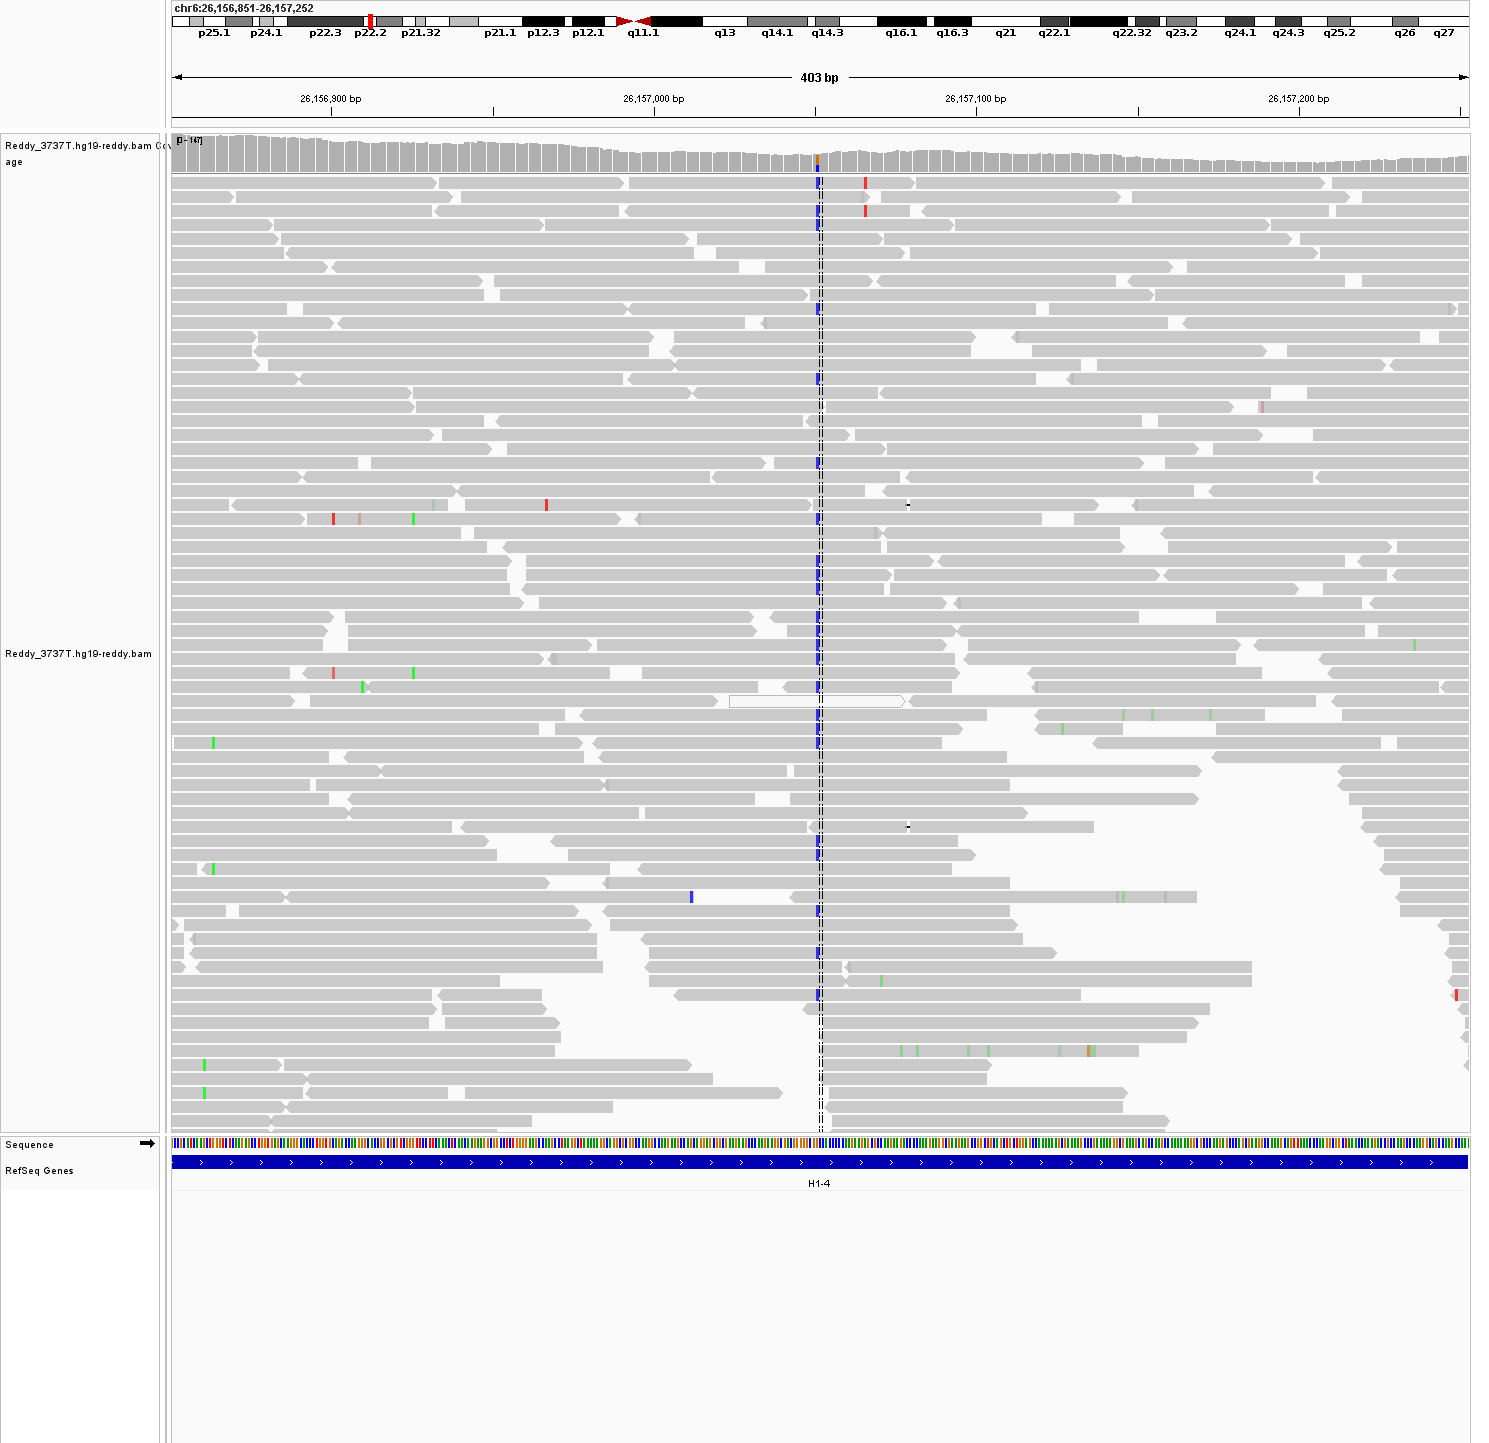 chr6:26,156,851-26,157,252
p25.1 p24.1 p22.3 p22.2 p21.32 p21.1 p12.3 p12.1 q11.1 q13 q14.1 q14.3 q16.1 q16.3 q21 q22.1 q22.32 q23.2 q24.1 q24.3 q25.2 q26 q27
403 bp
26,156,900 bp 26,157,000 bp 26,157,100 bp 26,157,200 bp
Reddy_3737T.hg19-reddy.bam Cov
age
Reddy_3737T.hg19-reddy.bam
Sequence
RefSeq Genes
H1-4